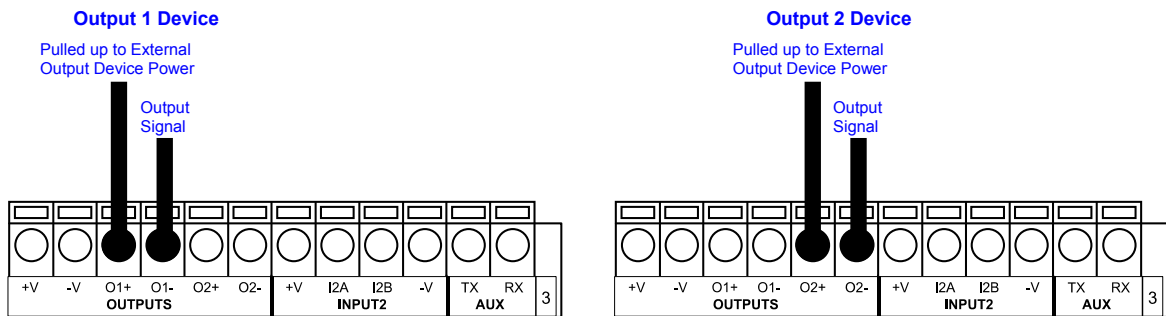 Output 1 Device
Pulled up to External
Output Device Power
Output
Signal
+V -V O1+ O1- O2+ O2- +V I2A I2B -V TX RX
OUTPUTS INPUT2 AUX 3
Output 2 Device
Pulled up to External
Output Device Power
Output
Signal
+V -V O1+ O1- O2+ O2- +V I2A I2B -V TX RX
OUTPUTS INPUT2 AUX 3